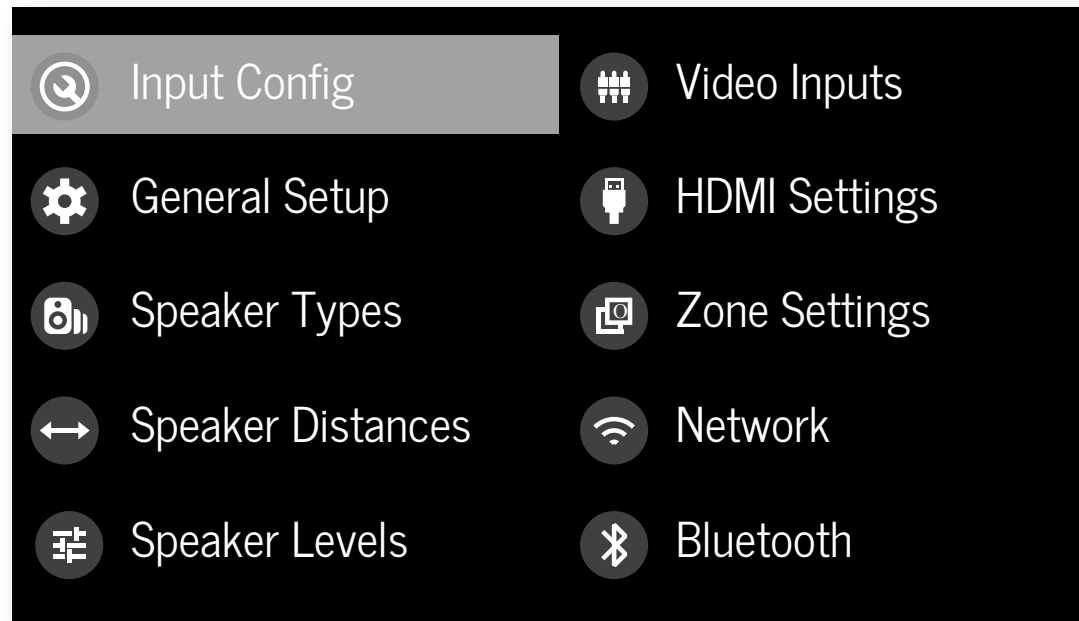 Input Config
General Setup
Speaker Types
Speaker Distances
Speaker Levels
Video Inputs
HDMI Settings
Zone Settings
Network
Bluetooth